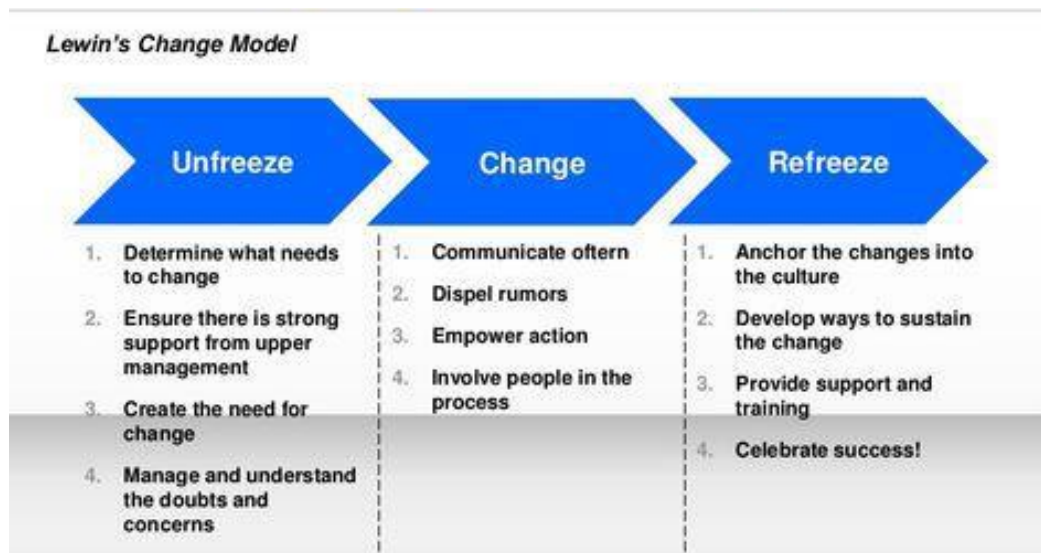 Lewin's Change Model
Unfreeze
1. Determine what needs
to change
2. Ensure there is strong
support from upper
management
3. Create the need for
change
4. Manage and understand
the doubts and
concerns
Change
1. Communicate oftern
2. Dispel rumors
3. Empower action
4. Involve people in the
process
Refreeze
1. Anchor the changes into
the culture
2. Develop ways to sustain
the change
3. Provide support and
training
4. Celebrate success!